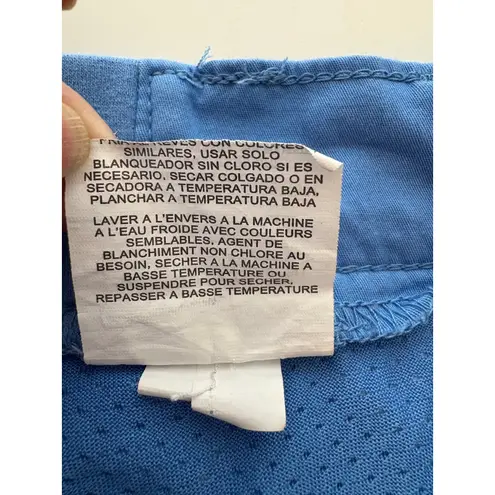 CON COLORES
SIMILARES, USAR SOLO
BLANQUEADOR SIN CLORO SI ES
NECESARIO. SECAR COLGADO O EN
SECADORA A TEMPERATURA BAJA,
PLANCHAR A TEMPERATURA BAJA
LAVER A L'ENVERS A LA MACHINE
A L'EAU FROIDE AVEC COULEURS
SEMBLABLES, AGENT DE
BLANCHIMENT NON CHLORE AU
BESOIN, SECHER A LA MACHINE A
BASSE TEMPERATURE OU
SUSPENDRE POUR SECHER.
REPASSER A BASSE TEMPERATURE